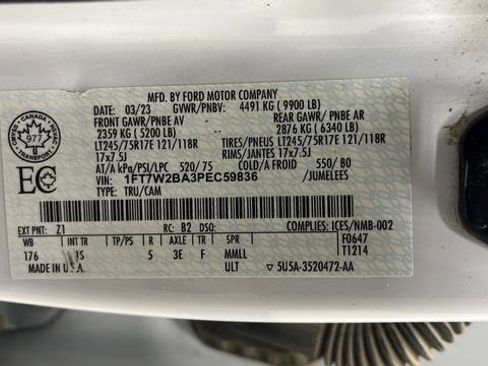 MFD. BY FORD MOTOR COMPANY
DATE: 03/23 GVWR/PNBV: 4491 KG ( 9900 LB)
FRONT GAWR/PNBE AV REAR GAWR/ PNBE AR
2359 KG ( 5200 LB) 2876 KG ( 6340 LB)
LT245/75R17E 121/118R TIRES/PNEUS LT245/75R17E 121/118R
17x7.5J RIMS/JANTES 17x7.5J
AT/A kPa/PSI/LPC 520/75 COLD/A FROID 550/80
VIN: 1FT7W2BA3PEC59836 /JUMELEES
TYPE: TRU/CAM
CANADA
977
TRANSPORT
EC
EXT PNT: Z1 RC: B2 DSO: COMPLIES: ICES/NMB-002
WB INT TR TP/PS R AXLE TR SPR F0647
176 S 5 3E F MMLL T1214
MADE IN U.S.A. ULT ▽ 5U5A-3520472-AA